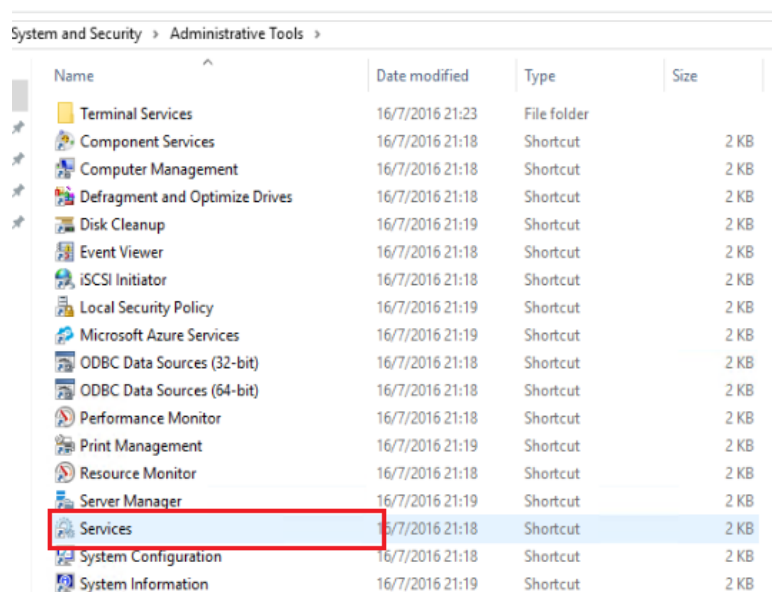 System and Security > Administrative Tools >
Name Date modified Type Size
Terminal Services 16/7/2016 21:23 File folder
Component Services 16/7/2016 21:18 Shortcut 2 KB
Computer Management 16/7/2016 21:18 Shortcut 2 KB
Defragment and Optimize Drives 16/7/2016 21:18 Shortcut 2 KB
Disk Cleanup 16/7/2016 21:19 Shortcut 2 KB
Event Viewer 16/7/2016 21:18 Shortcut 2 KB
iSCSI Initiator 16/7/2016 21:18 Shortcut 2 KB
Local Security Policy 16/7/2016 21:19 Shortcut 2 KB
Microsoft Azure Services 16/7/2016 21:19 Shortcut 2 KB
ODBC Data Sources (32-bit) 16/7/2016 21:18 Shortcut 2 KB
ODBC Data Sources (64-bit) 16/7/2016 21:18 Shortcut 2 KB
Performance Monitor 16/7/2016 21:18 Shortcut 2 KB
Print Management 16/7/2016 21:19 Shortcut 2 KB
Resource Monitor 16/7/2016 21:18 Shortcut 2 KB
Server Manager 16/7/2016 21:19 Shortcut 2 KB
Services 16/7/2016 21:18 Shortcut 2 KB
System Configuration 16/7/2016 21:18 Shortcut 2 KB
System Information 16/7/2016 21:19 Shortcut 2 KB